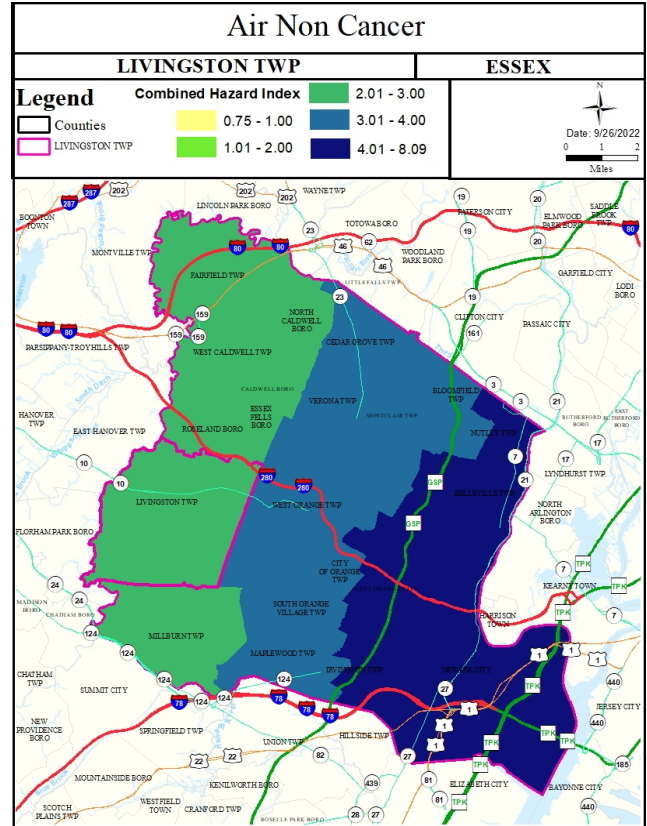 Air Non Cancer
LIVINGSTON TWP
ESSEX
Legend
Counties
LIVINGSTON TWP
Combined Hazard Index
0.75 - 1.00
1.01 - 2.00
2.01 - 3.00
3.01 - 4.00
4.01 - 8.09
N
Date: 9/26/2022
0 1 2
Miles
287
287
202
202
WAYNE TWP
202
LINCOLN PARK BORO
BOONTON
TOWN
23
TOTOWA BORO
19
PATERSON CITY
20
ELMWOOD
PARK BORO
SADDLE
BROOK TWP
80
MONTVILLE TWP
80
80
46
62
19
20
WOODLAND
PARK BORO
46
FAIRFIELD TWP
GARFIELD CITY
LITTLE FALLS TWP
LODI
BORO
23
19
159
NORTH
CALDWELL
BORO
CLIFTON CITY
161
PASSAIC CITY
80
80
159
159
PARSIPPANY-TROY HILLS TWP
WEST CALDWELL TWP
CEDAR GROVE TWP
CALDWELL BORO
VERONA TWP
BLOOMFIELD
TWP
3
3
21
ESSEX
FELLS
BORO
MONTCLAIR TWP
RUTHERFORD
BORO
EAST
RUTHERFORD
BORO
HANOVER
TWP
EAST HANOVER TWP
ROSELAND BORO
NUTLEY TWP
17
17
10
7
LYNDHURST TWP
10
280
280
GSP
21
BELLEVILLE TWP
LIVINGSTON TWP
WEST ORANGE TWP
NORTH
ARLINGTON
BORO
FLORHAM PARK BORO
GSP
CITY
OF ORANGE
TWP
TPK
7
KEARNY TOWN
TPK
TPK
24
24
MADISON
BORO
CHATHAM BORO
SOUTH ORANGE
VILLAGE TWP
HARRISON
TOWN
TPK
7
124
MILLBURN TWP
124
MAPLEWOOD TWP
1
1
1
CHATHAM
TWP
IRVINGTON TWP
NEWARK CITY
124
124
SUMMIT CITY
78
124
124
78
78
78
27
TPK
440
1
JERSEY CITY
NEW
PROVIDENCE
BORO
SPRINGFIELD TWP
1
440
UNION TWP
HILLSIDE TWP
1
TPK
TPK
TPK
22
22
82
27
TPK
185
MOUNTAINSIDE BORO
KENILWORTH BORO
439
81
ELIZABETH CITY
BAYONNE CITY
WESTFIELD
TOWN
CRANFORD TWP
81
TPK
440
SCOTCH
PLAINS TWP
ROSELLE PARK BORO
28
27